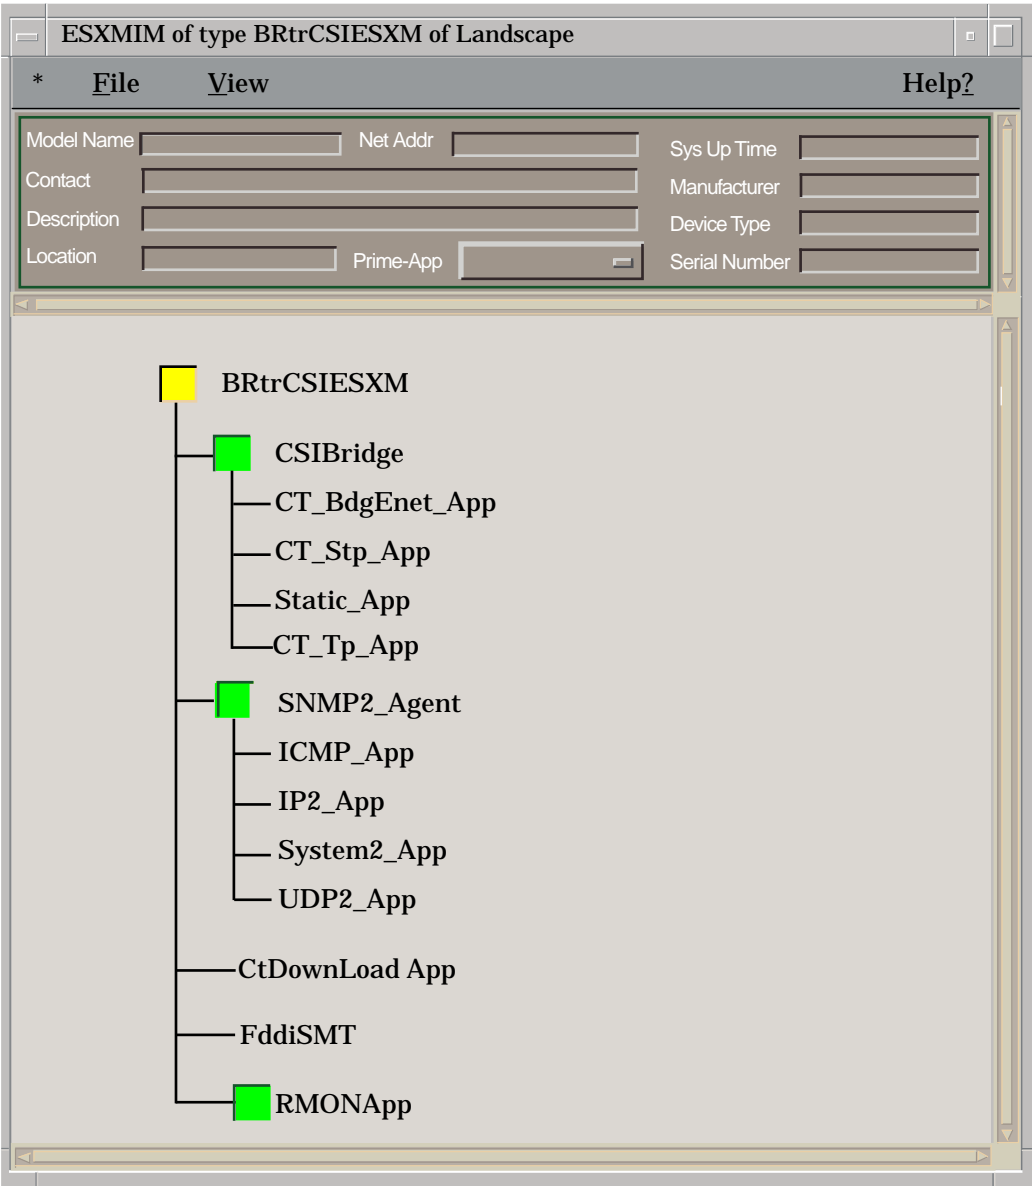 ESXMIM of type BRtrCSIESXM of Landscape
* File View Help?
Model Name Net Addr Sys Up Time
Contact Manufacturer
Description Device Type
Location Prime-App Serial Number
BRtrCSIESXM
CSIBridge
CT_BdgEnet_App
CT_Stp_App
Static_App
CT_Tp_App
SNMP2_Agent
ICMP_App
IP2_App
System2_App
UDP2_App
CtDownLoad App
FddiSMT
RMONApp